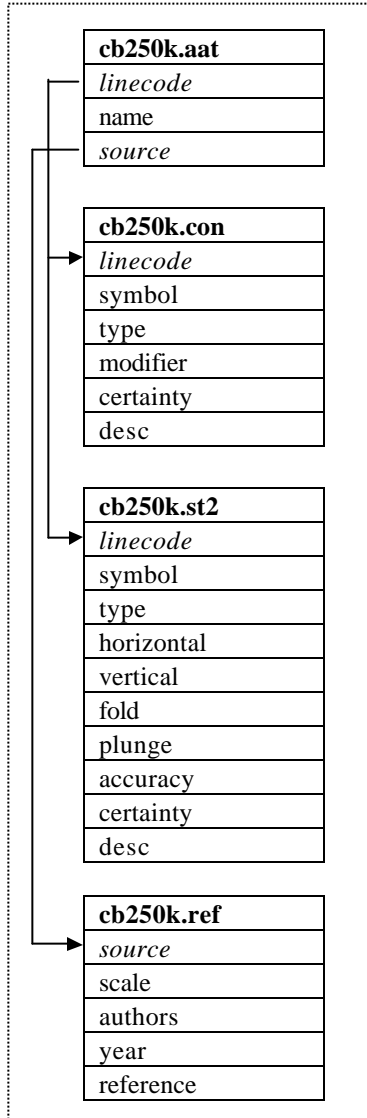 cb250k.aat
linecode
name
source
cb250k.con
linecode
symbol
type
modifier
certainty
desc
cb250k.st2
linecode
symbol
type
horizontal
vertical
fold
plunge
accuracy
certainty
desc
cb250k.ref
source
scale
authors
year
reference